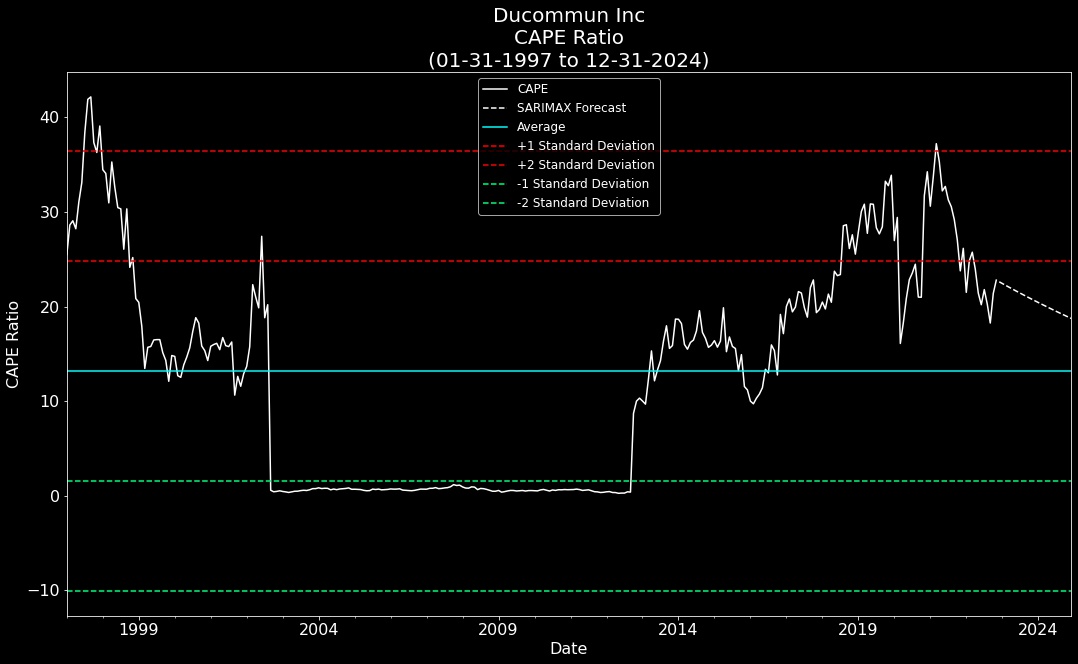 Ducommun Inc
CAPE Ratio
(01-31-1997 to 12-31-2024)
CAPE
SARIMAX Forecast
Average
+1 Standard Deviation
+2 Standard Deviation
-1 Standard Deviation
-2 Standard Deviation
CAPE Ratio
40
30
20
10
0
−10
1999
2004
2009
2014
2019
2024
Date